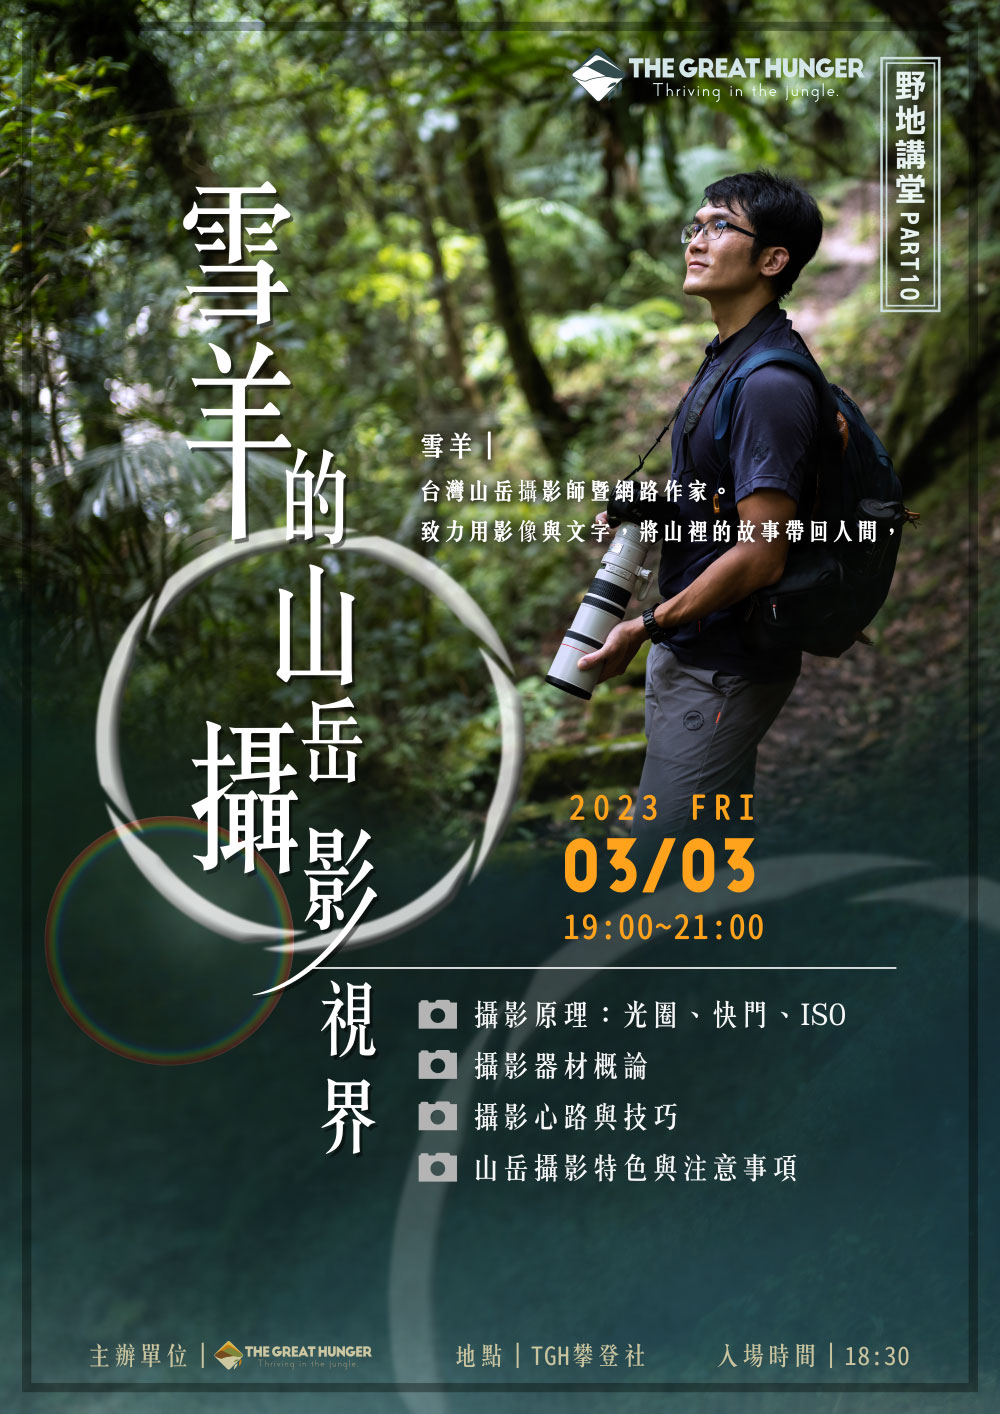 THE GREAT HUNGER
Thriving in the jungle.
野地講堂 PART10
雪羊的山岳攝影視界
雪羊|
台灣山岳攝影師暨網路作家。
致力用影像與文字，將山裡的故事帶回人間，
2023 FRI
03/03
19:00~21:00
攝影原理：光圈、快門、ISO
攝影器材概論
攝影心路與技巧
山岳攝影特色與注意事項
主辦單位|THE GREAT HUNGER
Thriving in the jungle.
地點|TGH攀登社
入場時間|18:30